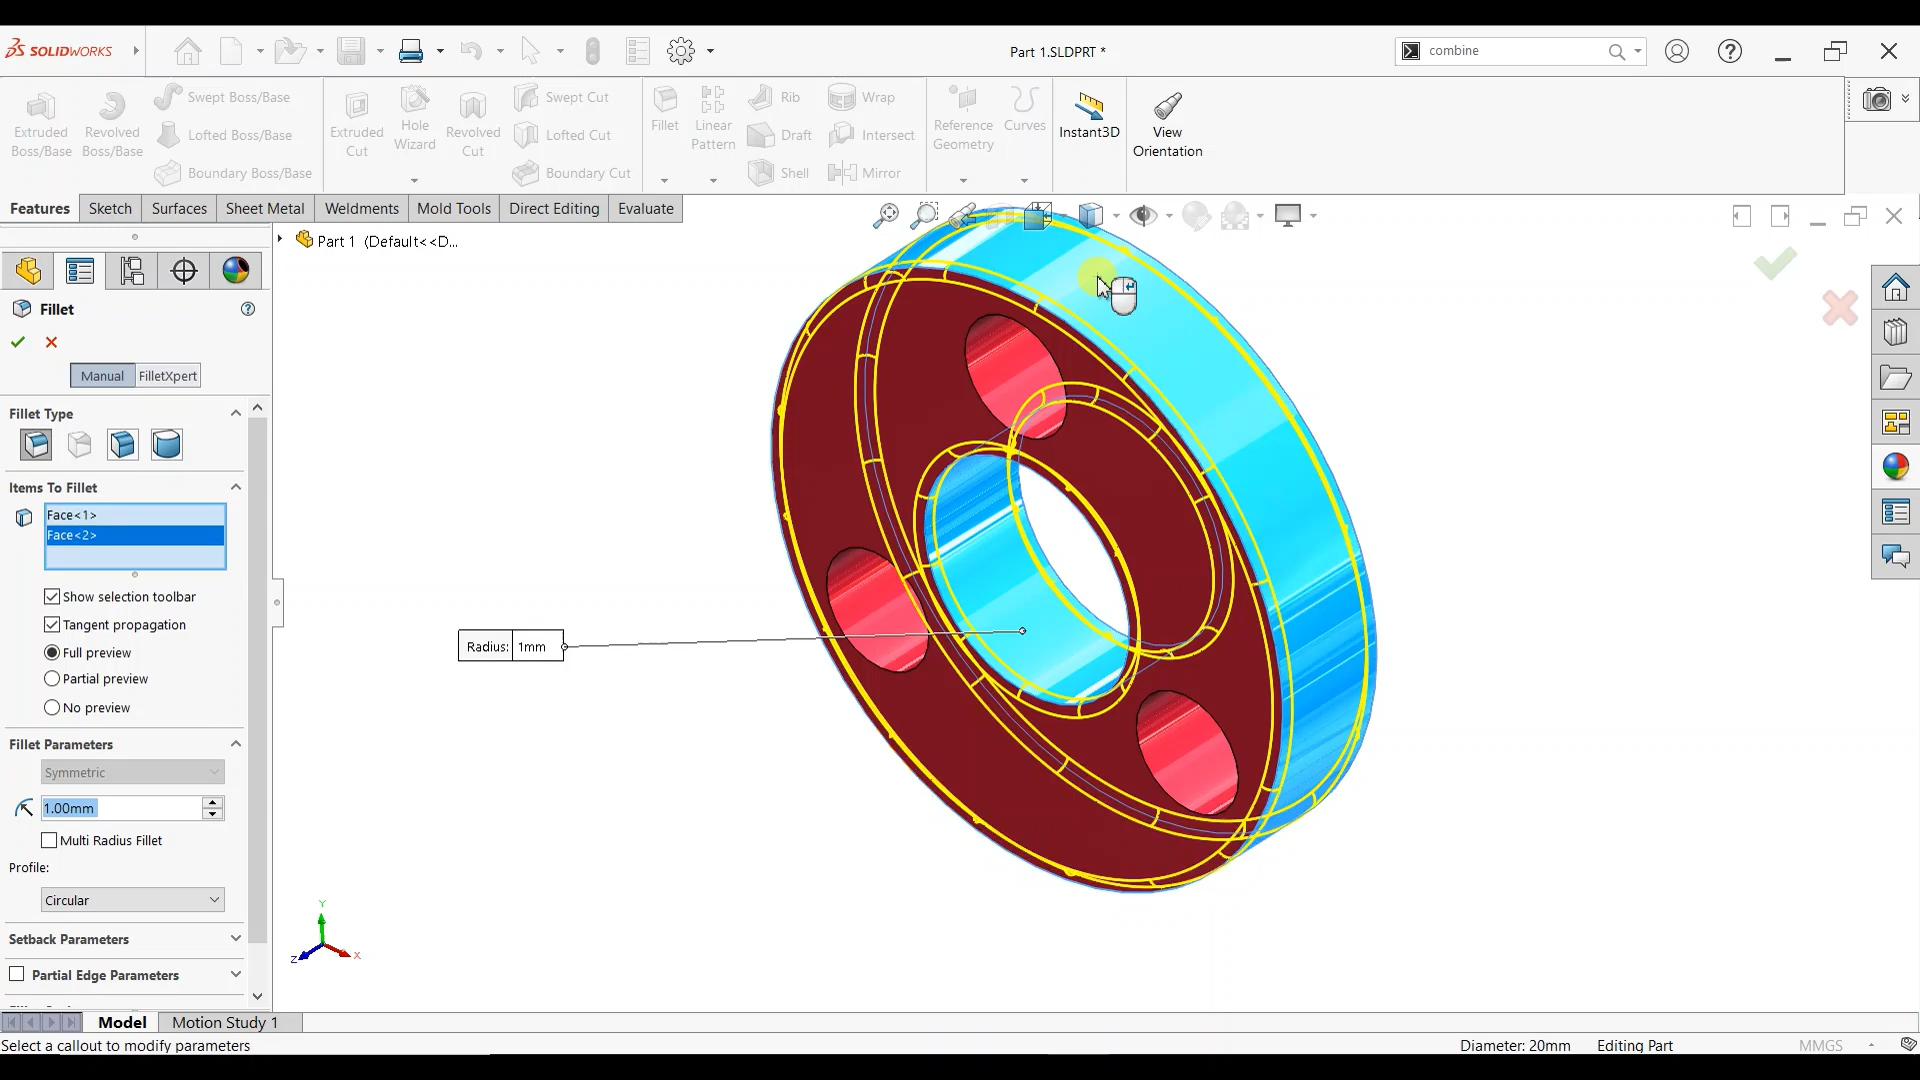 SOLIDWORKS
Part 1.SLDPRT *
combine
Extruded Boss/Base
Revolved Boss/Base
Swept Boss/Base
Lofted Boss/Base
Boundary Boss/Base
Extruded Cut
Hole Wizard
Revolved Cut
Swept Cut
Lofted Cut
Boundary Cut
Fillet
Linear Pattern
Rib
Draft
Shell
Wrap
Intersect
Mirror
Reference Geometry
Curves
Instant3D
View Orientation
Features
Sketch
Surfaces
Sheet Metal
Weldments
Mold Tools
Direct Editing
Evaluate
Part 1 (Default<<D...
Fillet
Manual
FilletXpert
Fillet Type
Items To Fillet
Face<1>
Face<2>
Show selection toolbar
Tangent propagation
Full preview
Partial preview
No preview
Fillet Parameters
Symmetric
1.00mm
Multi Radius Fillet
Profile:
Circular
Setback Parameters
Partial Edge Parameters
Radius: 1mm
Y
Z
X
Model
Motion Study 1
Select a callout to modify parameters
Diameter: 20mm
Editing Part
MMGS